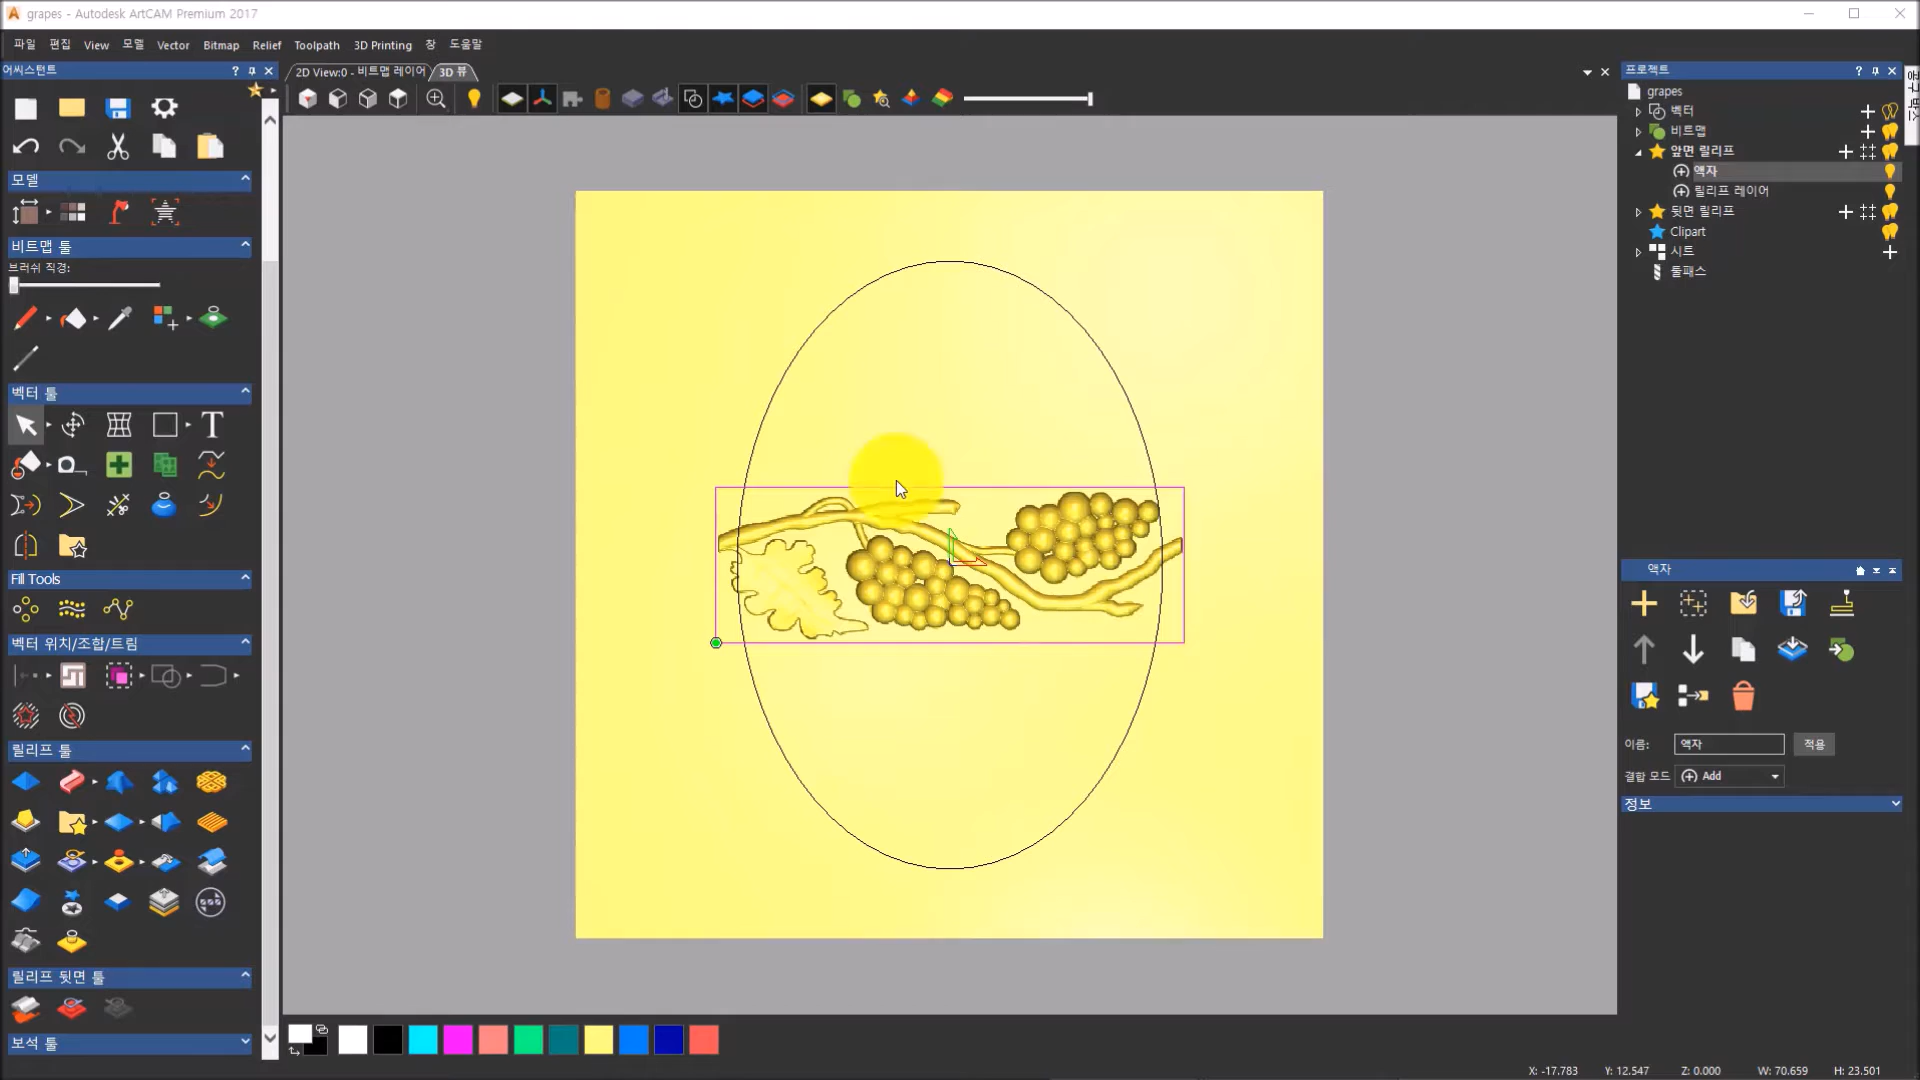 grapes - Autodesk ArtCAM Premium 2017
파일 편집 View 모델 Vector Bitmap Relief Toolpath 3D Printing 창 도움말
어씨스턴트
2D View:0 - 비트맵 레이어 3D 뷰
모델
비트맵 툴
브러쉬 직경:
벡터 툴
T
Fill Tools
벡터 위치/조합/트림
릴리프 툴
릴리프 뒷면 툴
보석 툴
프로젝트
grapes
벡터
비트맵
앞면 릴리프
액자
릴리프 레이어
뒷면 릴리프
Clipart
시트
툴패스
액자
이름: 액자 적용
결합 모드 Add
정보
X: -17.783 Y: 12.547 Z: 0.000 W: 70.659 H: 23.501